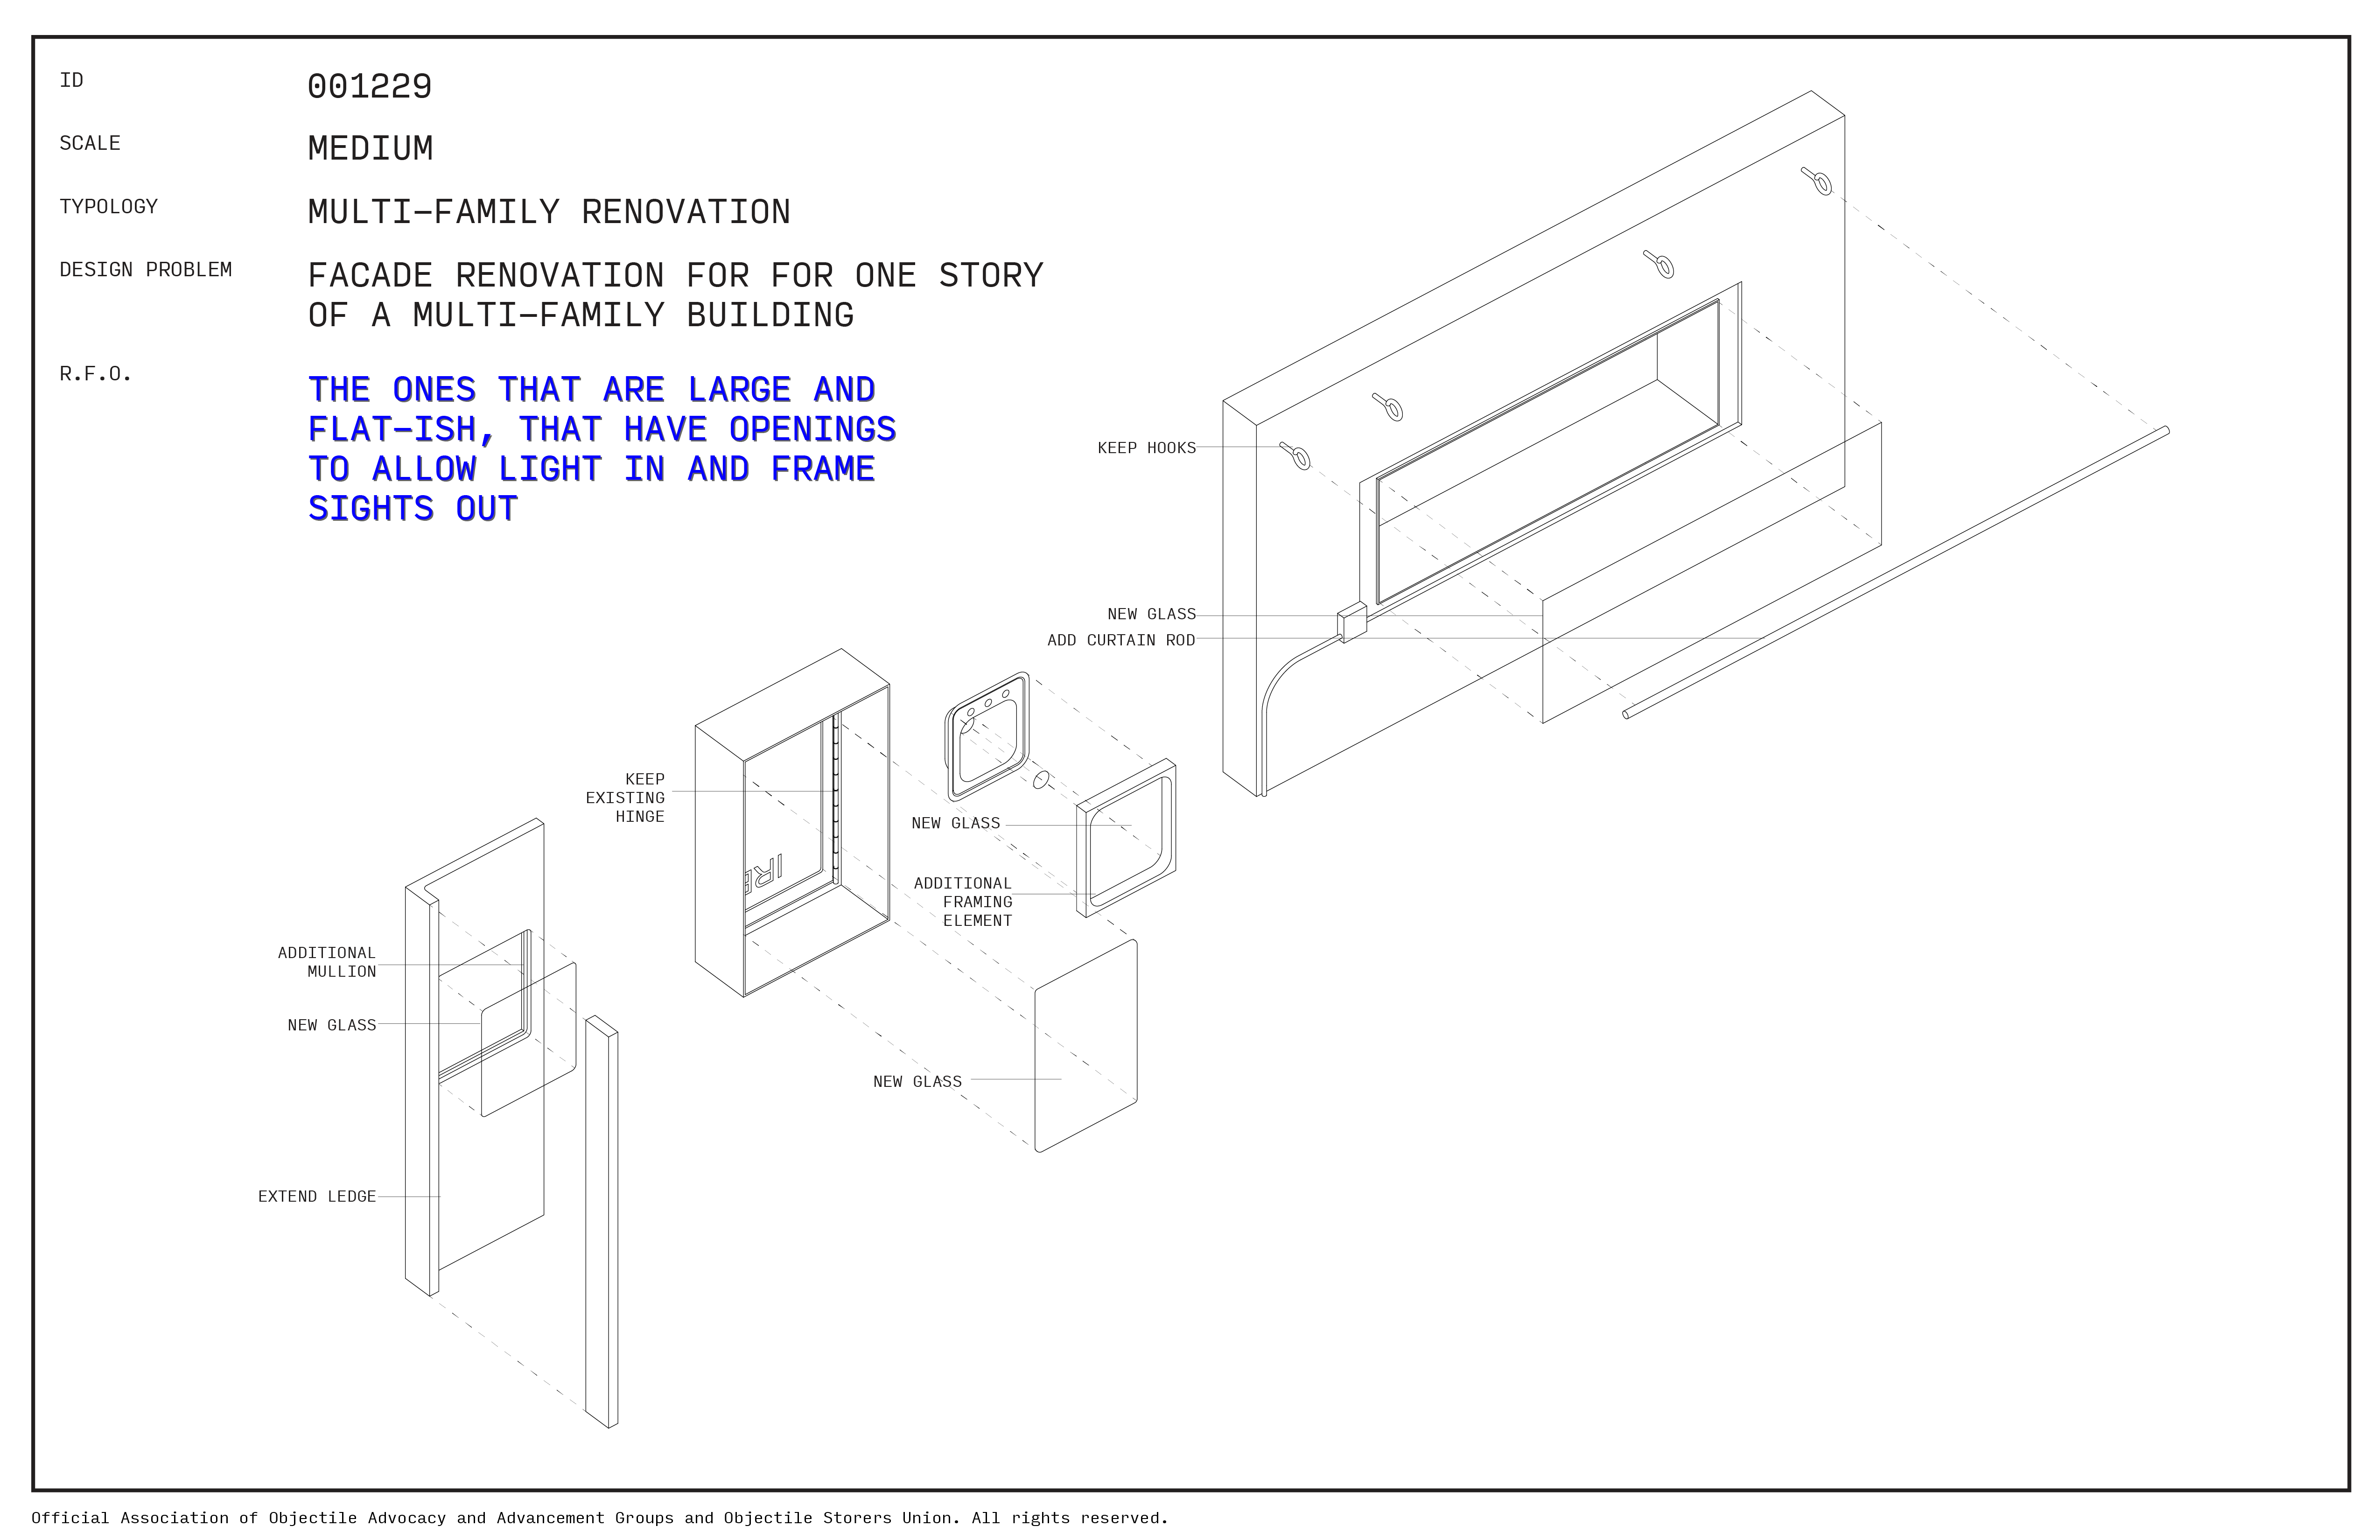 ID 001229
SCALE MEDIUM
TYPOLOGY MULTI-FAMILY RENOVATION
DESIGN PROBLEM FACADE RENOVATION FOR FOR ONE STORY
OF A MULTI-FAMILY BUILDING
R.F.O. THE ONES THAT ARE LARGE AND
FLAT-ISH, THAT HAVE OPENINGS
TO ALLOW LIGHT IN AND FRAME
SIGHTS OUT
KEEP HOOKS
NEW GLASS
ADD CURTAIN ROD
KEEP
EXISTING
HINGE
NEW GLASS
ADDITIONAL
FRAMING
ELEMENT
ADDITIONAL
MULLION
NEW GLASS
NEW GLASS
EXTEND LEDGE
Official Association of Objectile Advocacy and Advancement Groups and Objectile Storers Union. All rights reserved.